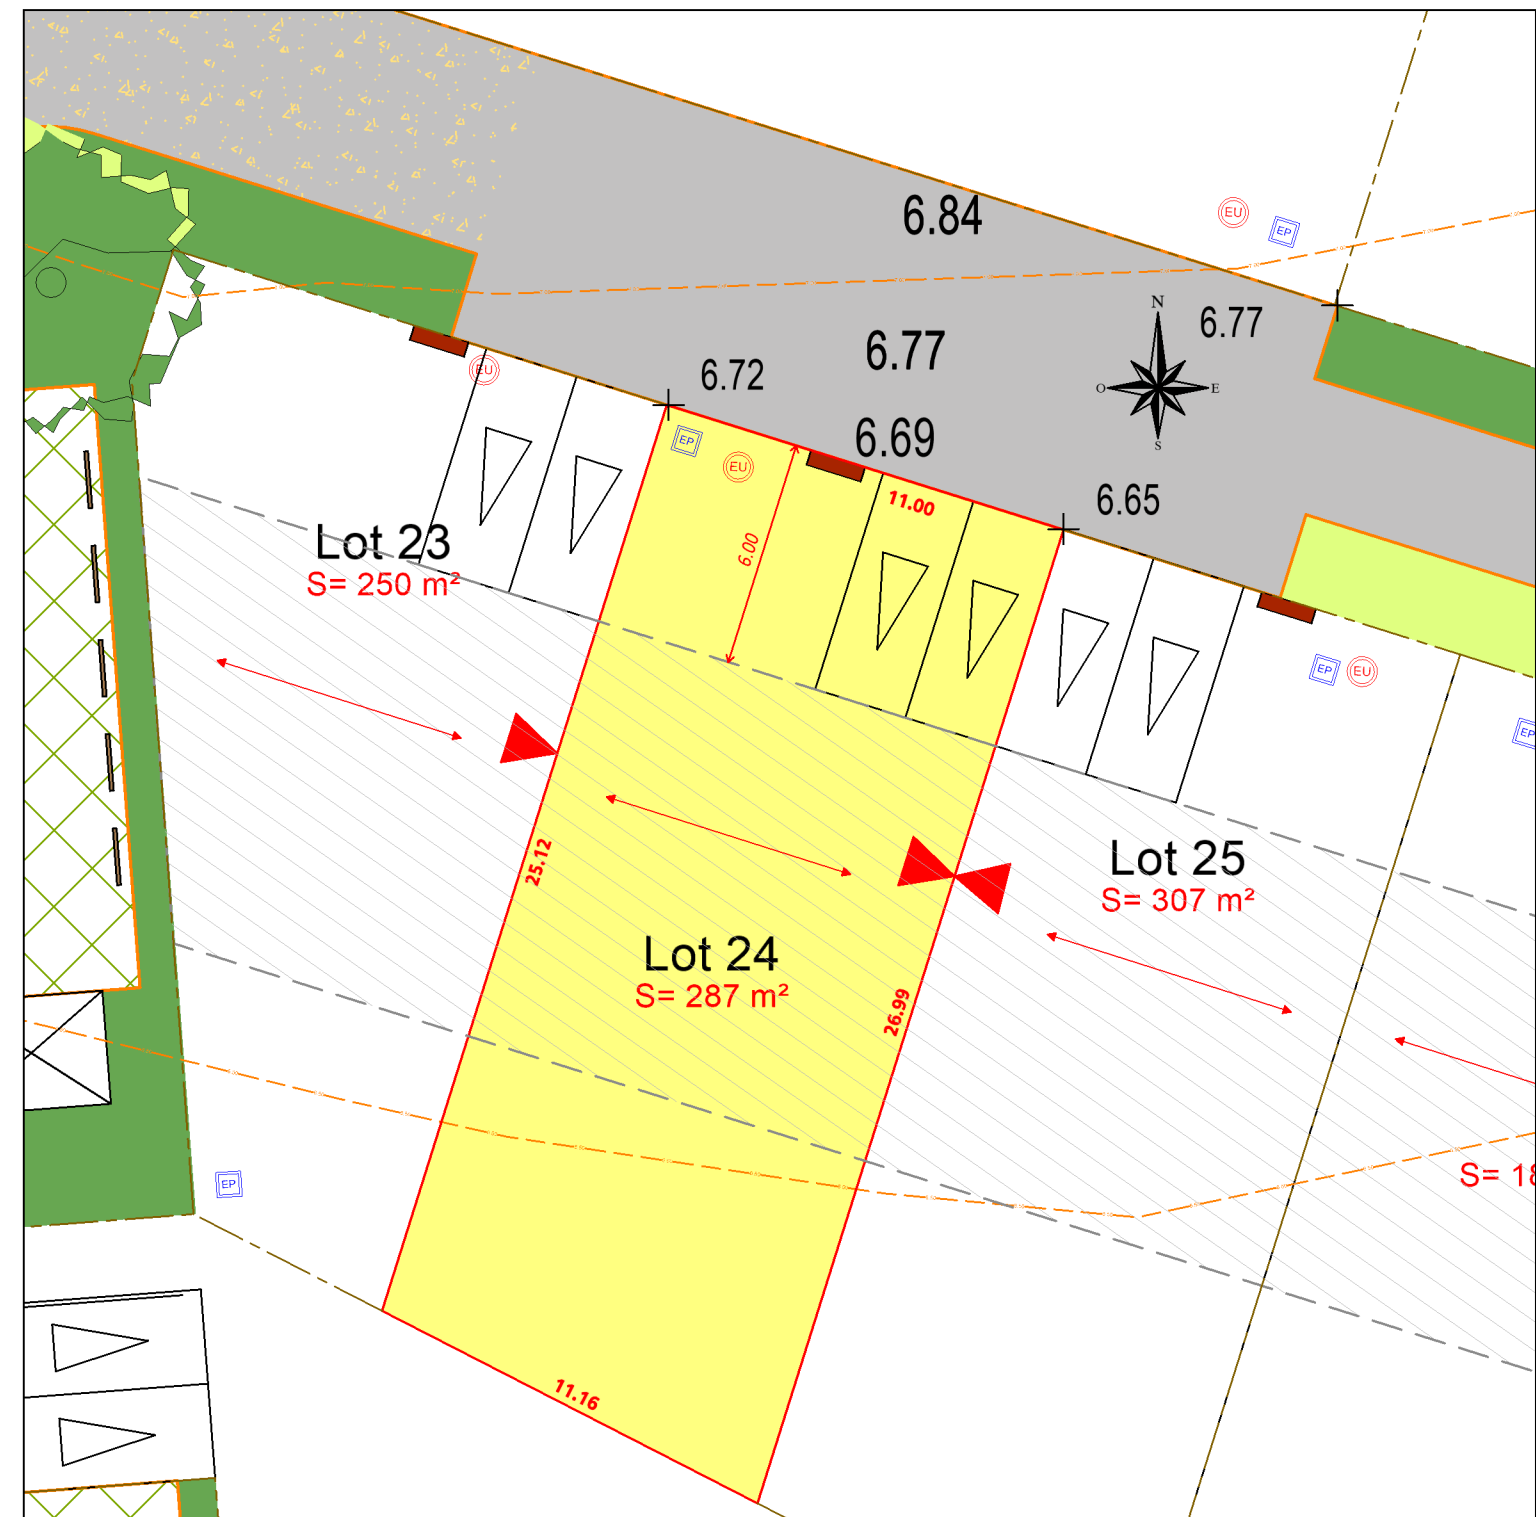 6.84
EU
EP
N
6.77
O
E
S
6.77
6.72
EU
6.69
EP
EU
11.00
6.65
6.00
Lot 23
S= 250 m²
EP
EU
EP
25.12
Lot 25
S= 307 m²
Lot 24
S= 287 m²
26.99
EP
S= 18
11.16